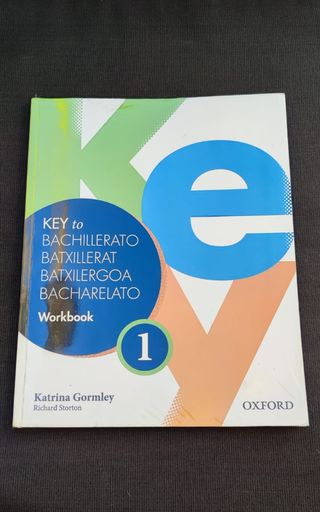 Key
KEY to
BACHILLERATO
BATXILLERAT
BATXILERGOA
BACHARELATO
Workbook
1
Katrina Gormley
Richard Storton
OXFORD